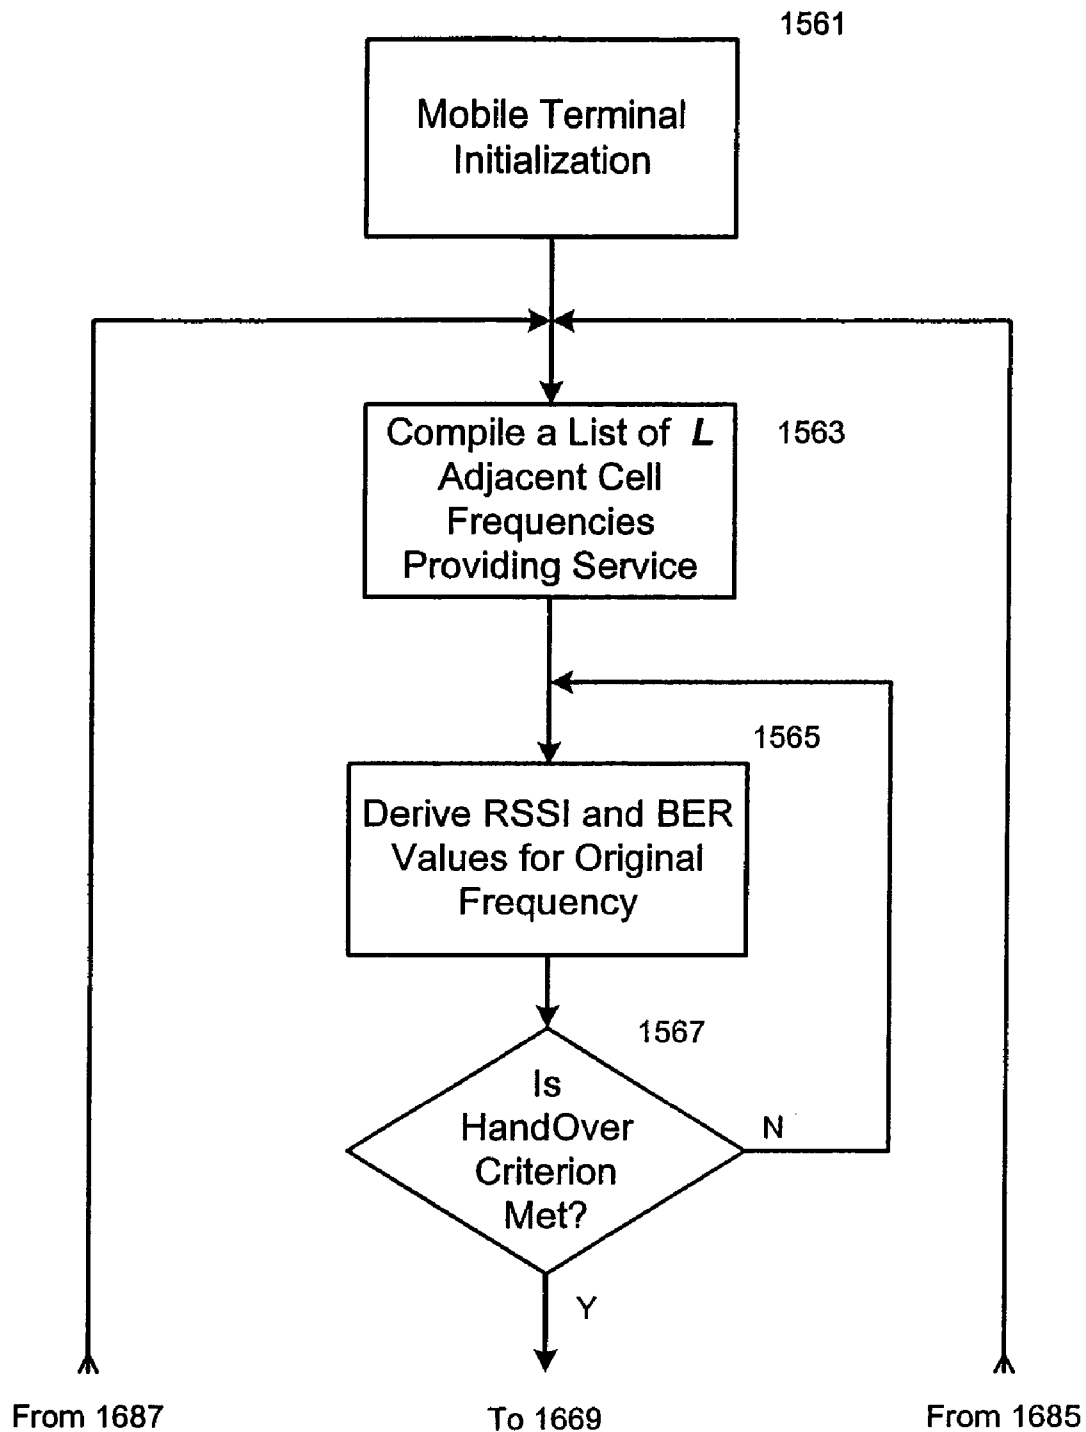 1561
Mobile Terminal
Initialization
Compile a List of L
Adjacent Cell
Frequencies
Providing Service
1563
1565
Derive RSSI and BER
Values for Original
Frequency
1567
Is
HandOver
Criterion
Met?
N
Y
From 1687
To 1669
From 1685